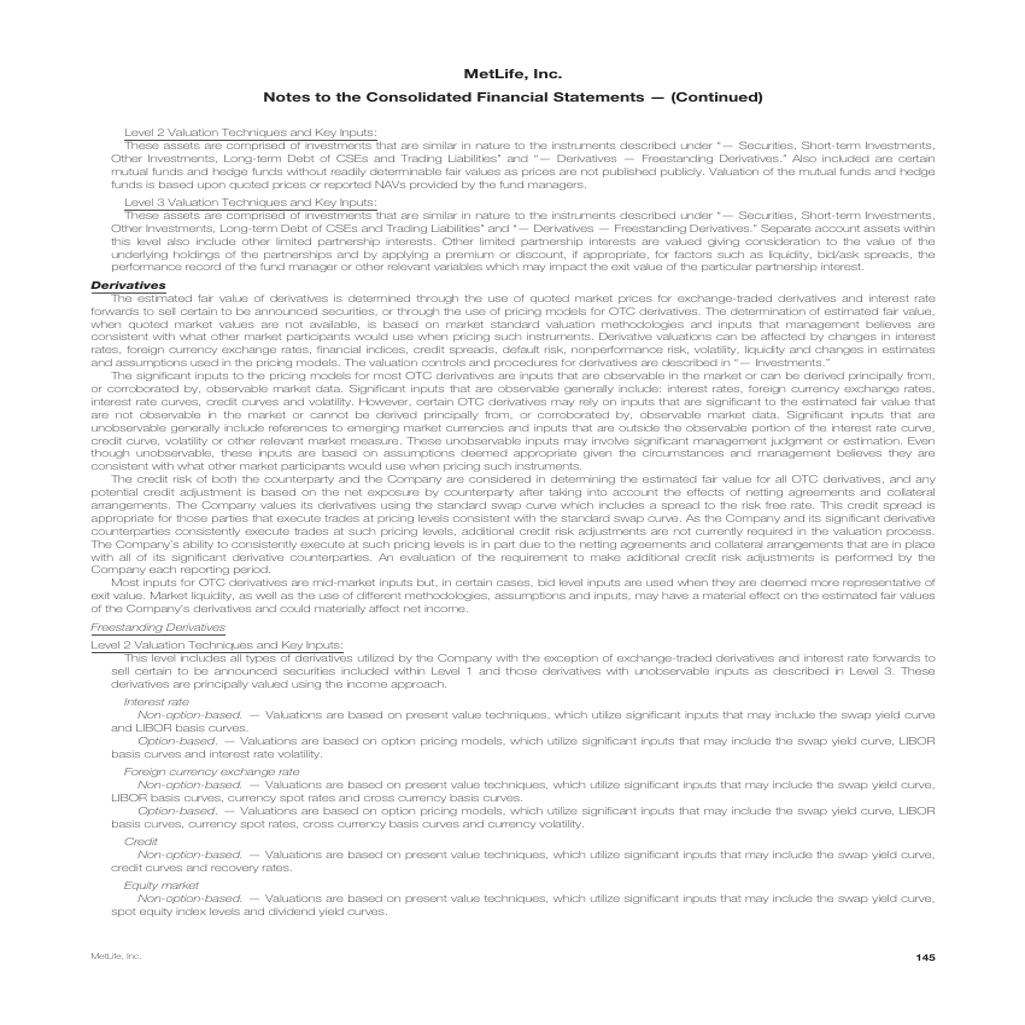 MetLife, Inc.
Notes to the Consolidated Financial Statements — (Continued)
Level 2 Valuation Techniques and Key Inputs:
These assets are comprised of investments that are similar in nature to the instruments described under “— Securities, Short-term Investments,
Other Investments, Long-term Debt of CSEs and Trading Liabilities” and “— Derivatives — Freestanding Derivatives.” Also included are certain
mutual funds and hedge funds without readily determinable fair values as prices are not published publicly. Valuation of the mutual funds and hedge
funds is based upon quoted prices or reported NAVs provided by the fund managers.
Level 3 Valuation Techniques and Key Inputs:
These assets are comprised of investments that are similar in nature to the instruments described under “— Securities, Short-term Investments,
Other Investments, Long-term Debt of CSEs and Trading Liabilities” and “— Derivatives — Freestanding Derivatives.” Separate account assets within
this level also include other limited partnership interests. Other limited partnership interests are valued giving consideration to the value of the
underlying holdings of the partnerships and by applying a premium or discount, if appropriate, for factors such as liquidity, bid/ask spreads, the
performance record of the fund manager or other relevant variables which may impact the exit value of the particular partnership interest.
Derivatives
The estimated fair value of derivatives is determined through the use of quoted market prices for exchange-traded derivatives and interest rate
forwards to sell certain to be announced securities, or through the use of pricing models for OTC derivatives. The determination of estimated fair value,
when quoted market values are not available, is based on market standard valuation methodologies and inputs that management believes are
consistent with what other market participants would use when pricing such instruments. Derivative valuations can be affected by changes in interest
rates, foreign currency exchange rates, financial indices, credit spreads, default risk, nonperformance risk, volatility, liquidity and changes in estimates
and assumptions used in the pricing models. The valuation controls and procedures for derivatives are described in “— Investments.”
The significant inputs to the pricing models for most OTC derivatives are inputs that are observable in the market or can be derived principally from,
or corroborated by, observable market data. Significant inputs that are observable generally include: interest rates, foreign currency exchange rates,
interest rate curves, credit curves and volatility. However, certain OTC derivatives may rely on inputs that are significant to the estimated fair value that
are not observable in the market or cannot be derived principally from, or corroborated by, observable market data. Significant inputs that are
unobservable generally include references to emerging market currencies and inputs that are outside the observable portion of the interest rate curve,
credit curve, volatility or other relevant market measure. These unobservable inputs may involve significant management judgment or estimation. Even
though unobservable, these inputs are based on assumptions deemed appropriate given the circumstances and management believes they are
consistent with what other market participants would use when pricing such instruments.
The credit risk of both the counterparty and the Company are considered in determining the estimated fair value for all OTC derivatives, and any
potential credit adjustment is based on the net exposure by counterparty after taking into account the effects of netting agreements and collateral
arrangements. The Company values its derivatives using the standard swap curve which includes a spread to the risk free rate. This credit spread is
appropriate for those parties that execute trades at pricing levels consistent with the standard swap curve. As the Company and its significant derivative
counterparties consistently execute trades at such pricing levels, additional credit risk adjustments are not currently required in the valuation process.
The Company’s ability to consistently execute at such pricing levels is in part due to the netting agreements and collateral arrangements that are in place
with all of its significant derivative counterparties. An evaluation of the requirement to make additional credit risk adjustments is performed by the
Company each reporting period.
Most inputs for OTC derivatives are mid-market inputs but, in certain cases, bid level inputs are used when they are deemed more representative of
exit value. Market liquidity, as well as the use of different methodologies, assumptions and inputs, may have a material effect on the estimated fair values
of the Company’s derivatives and could materially affect net income.
Freestanding Derivatives
Level 2 Valuation Techniques and Key Inputs:
This level includes all types of derivatives utilized by the Company with the exception of exchange-traded derivatives and interest rate forwards to
sell certain to be announced securities included within Level 1 and those derivatives with unobservable inputs as described in Level 3. These
derivatives are principally valued using the income approach.
Interest rate
Non-option-based. — Valuations are based on present value techniques, which utilize significant inputs that may include the swap yield curve
and LIBOR basis curves.
Option-based. — Valuations are based on option pricing models, which utilize significant inputs that may include the swap yield curve, LIBOR
basis curves and interest rate volatility.
Foreign currency exchange rate
Non-option-based. — Valuations are based on present value techniques, which utilize significant inputs that may include the swap yield curve,
LIBOR basis curves, currency spot rates and cross currency basis curves.
Option-based. — Valuations are based on option pricing models, which utilize significant inputs that may include the swap yield curve, LIBOR
basis curves, currency spot rates, cross currency basis curves and currency volatility.
Credit
Non-option-based. — Valuations are based on present value techniques, which utilize significant inputs that may include the swap yield curve,
credit curves and recovery rates.
Equity market
Non-option-based. — Valuations are based on present value techniques, which utilize significant inputs that may include the swap yield curve,
spot equity index levels and dividend yield curves.
MetLife, Inc.
145